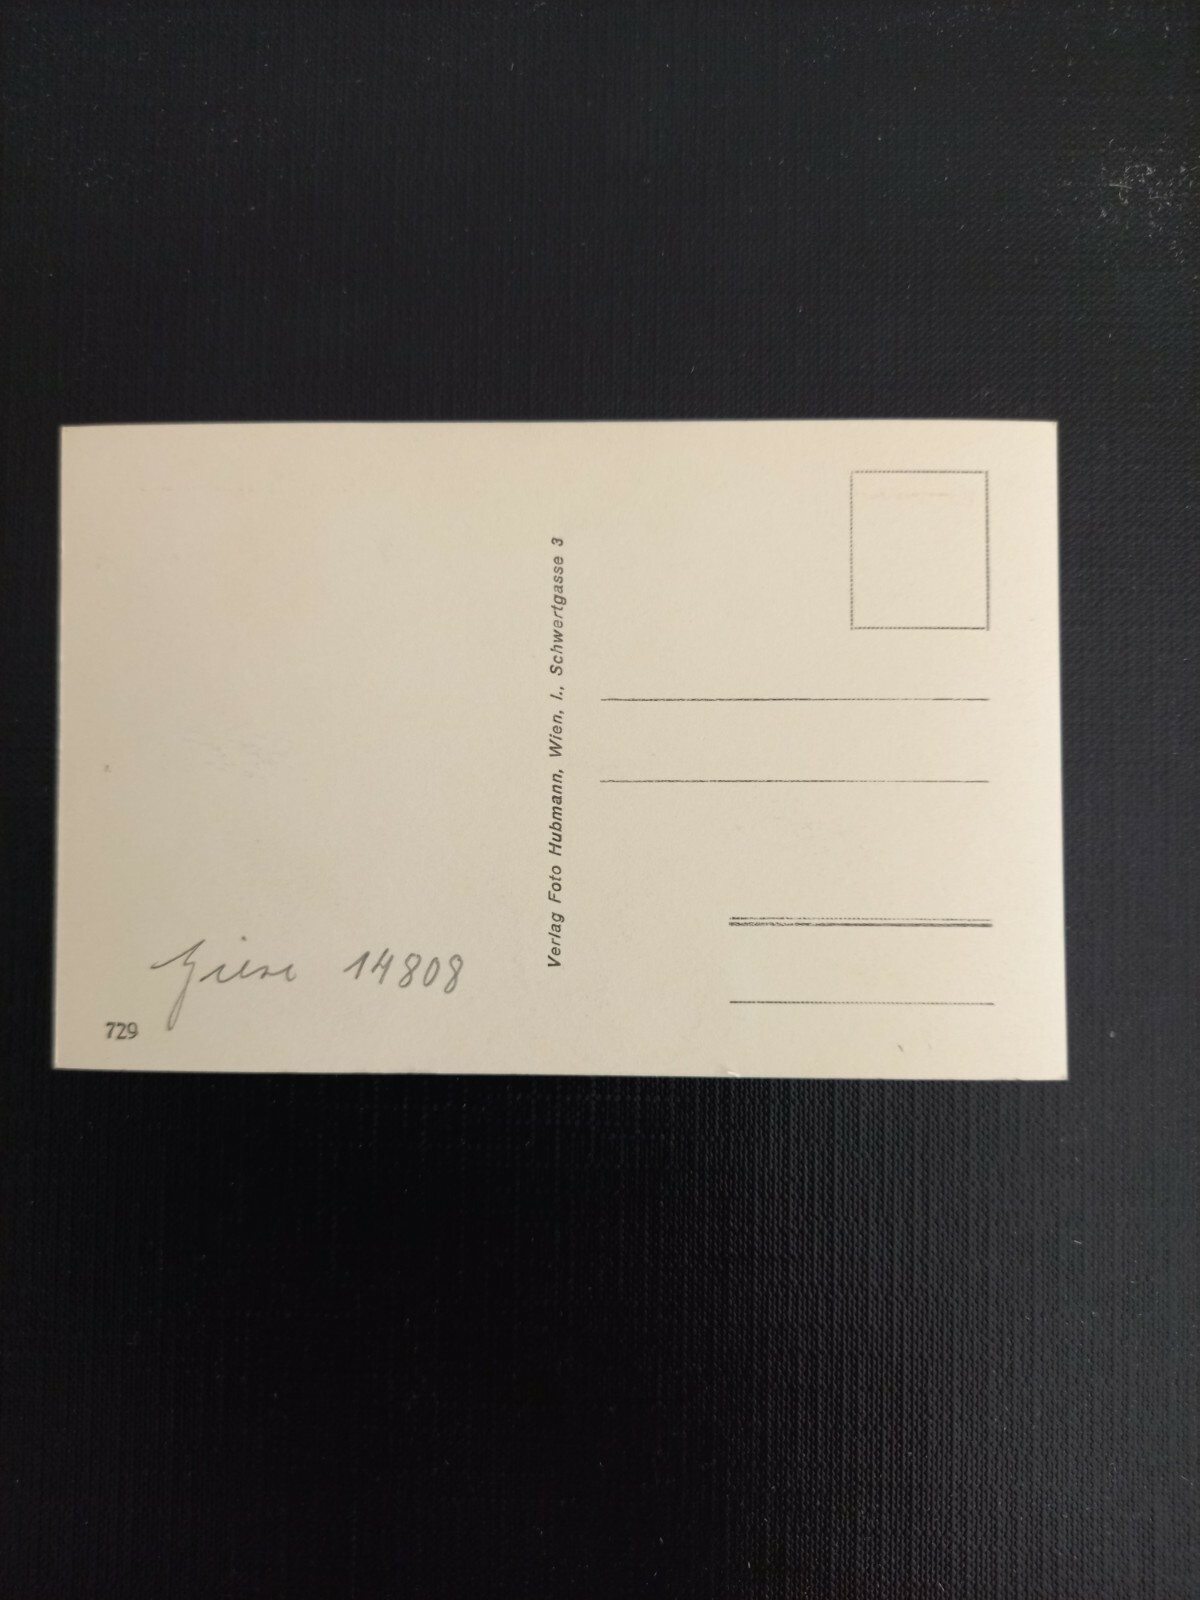 Verlag Foto Hubmann, Wien, I., Schwertgasse 3
14808
729